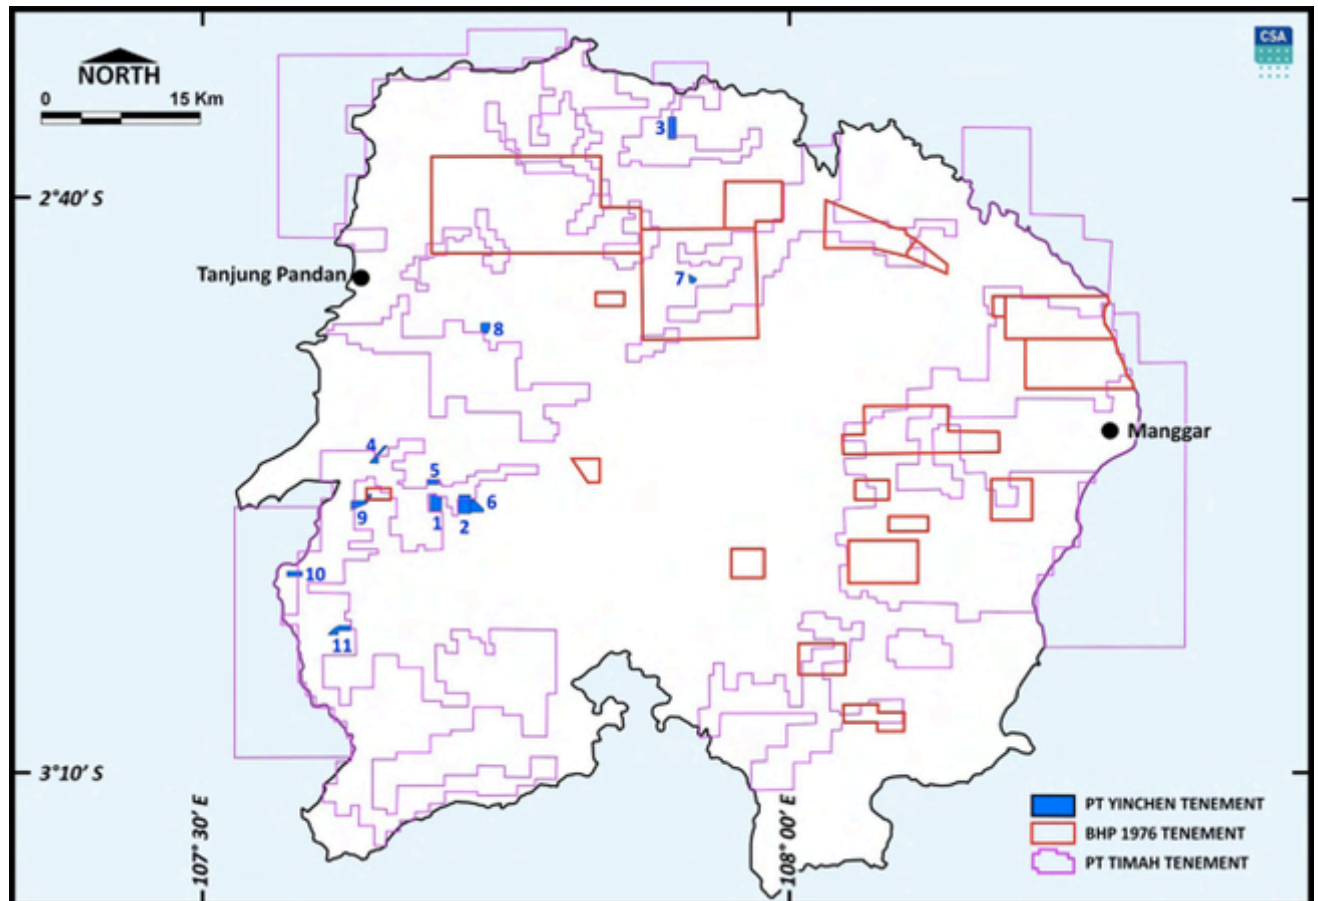 CSA
NORTH
0 15 Km
3
2°40' S
7
Tanjung Pandan
8
Manggar
4
5
6
9
1
2
10
11
3°10' S
107° 30' E
108° 00' E
PT YINCHEN TENEMENT
BHP 1976 TENEMENT
PT TIMAH TENEMENT